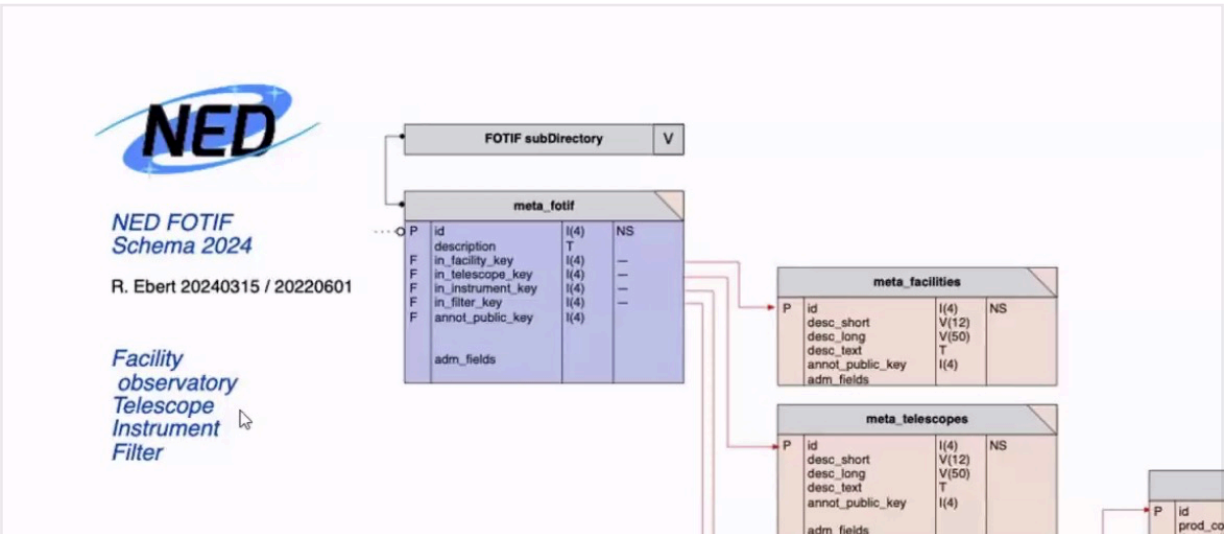 NED
NED FOTIF
Schema 2024
R. Ebert 20240315 / 20220601
Facility
observatory
Telescope
Instrument
Filter
FOTIF subDirectory V
meta_fotif
P id I(4) NS
description T
F in_facility_key I(4) —
F in_telescope_key I(4) —
F in_instrument_key I(4) —
F in_filter_key I(4) —
F annot_public_key I(4)
adm_fields
meta_facilities
P id I(4) NS
desc_short V(12)
desc_long V(50)
desc_text T
annot_public_key I(4)
adm_fields
meta_telescopes
P id I(4) NS
desc_short V(12)
desc_long V(50)
desc_text T
annot_public_key I(4)
adm_fields
P id
prod_co